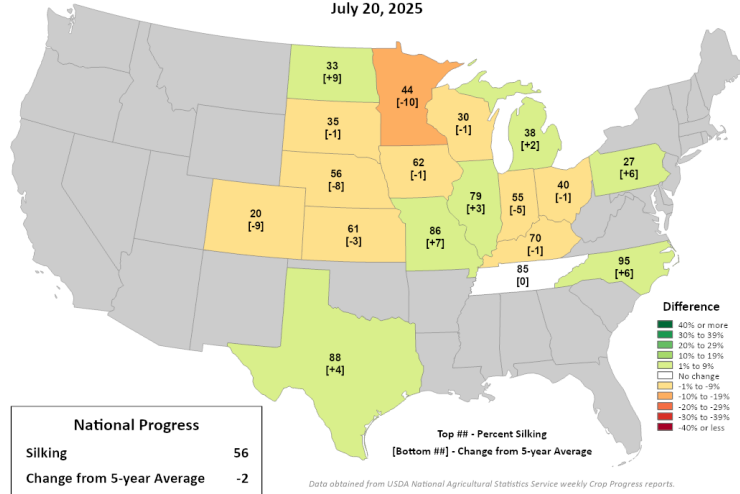 July 20, 2025
33
[+9]
44
[-10]
35
[-1]
30
[-1]
38
[+2]
27
[+6]
56
[-8]
62
[-1]
79
[+3]
55
[-5]
40
[-1]
20
[-9]
61
[-3]
86
[+7]
70
[-1]
85
[0]
95
[+6]
88
[+4]
Difference
40% or more
30% to 39%
20% to 29%
10% to 19%
1% to 9%
No change
-1% to -9%
-10% to -19%
-20% to -29%
-30% to -39%
-40% or less
National Progress
Silking 56
Change from 5-year Average -2
Top ## - Percent Silking
[Bottom ##] - Change from 5-year Average
Data obtained from USDA National Agricultural Statistics Service weekly Crop Progress reports.